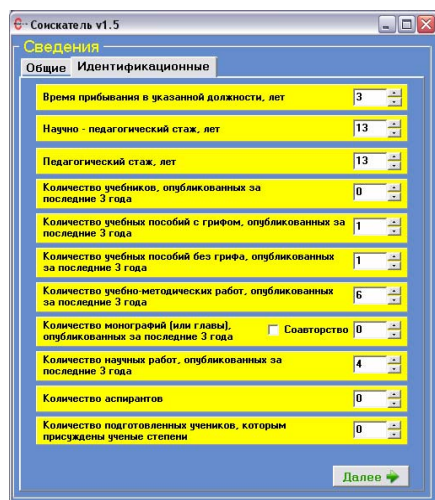 Соискатель v1.5
Сведения
Общие Идентификационные
Время прибывания в указанной должности, лет 3
Научно - педагогический стаж, лет 13
Педагогический стаж, лет 13
Количество учебников, опубликованных за
последние 3 года 0
Количество учебных пособий с грифом, опубликованных за
последние 3 года 1
Количество учебных пособий без грифа, опубликованных
за последние 3 года 1
Количество учебно-методических работ, опубликованных
за последние 3 года 6
Количество монографий (или главы),
опубликованных за последние 3 года Соавторство 0
Количество научных работ, опубликованных за
последние 3 года 4
Количество аспирантов 0
Количество подготовленных учеников, которым
присуждены ученые степени 0
Далее